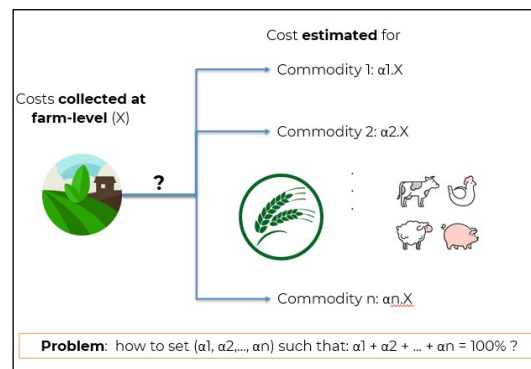 Cost estimated for
Commodity 1: α1.X
Costs collected at
farm-level (X)
Commodity 2: α2.X
?
Commodity n: αn.X
Problem: how to set (α1, α2,..., αn) such that: α1 + α2 + ... + αn = 100% ?